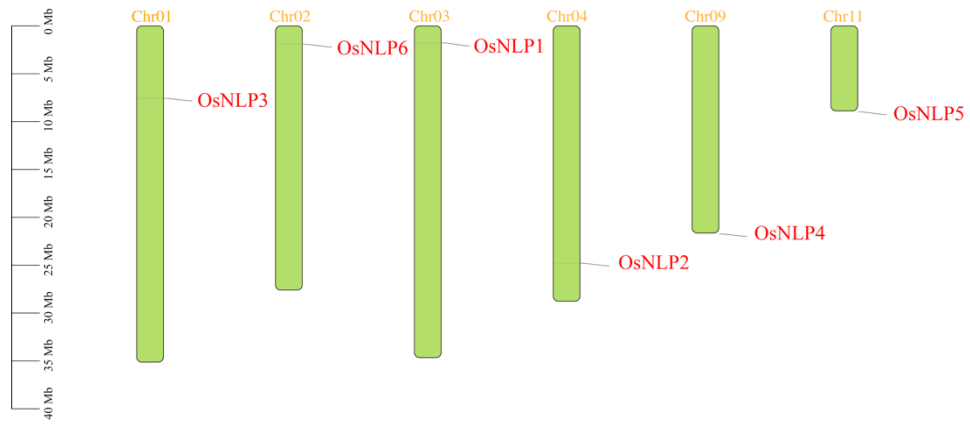 Chr01
Chr02
Chr03
Chr04
Chr09
Chr11
0 Mb
5 Mb
10 Mb
15 Mb
20 Mb
25 Mb
30 Mb
35 Mb
40 Mb
OsNLP3
OsNLP6
OsNLP1
OsNLP2
OsNLP4
OsNLP5